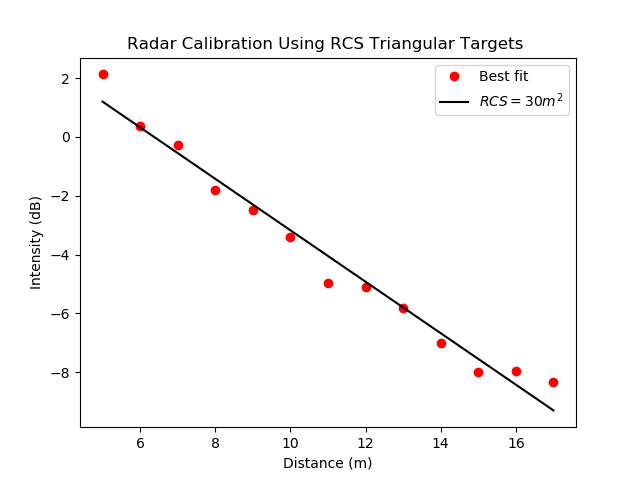 Radar Calibration Using RCS Triangular Targets
Best fit
RCS = 30m²
2
0
−2
−4
−6
−8
Intensity (dB)
6 8 10 12 14 16
Distance (m)